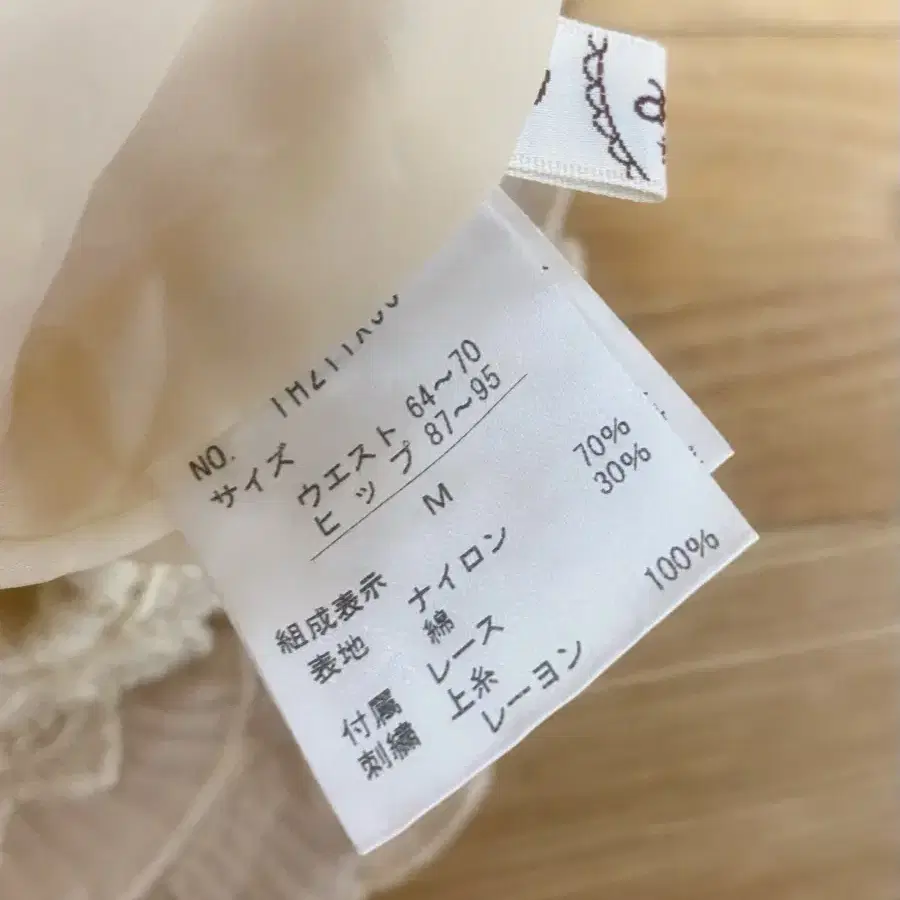 NO.
サイズ ウエスト 64～70
ヒップ 87～95
M
組成表示
表地 ナイロン 70%
綿 30%
付属 レース
刺繍 上糸
レーヨン 100%